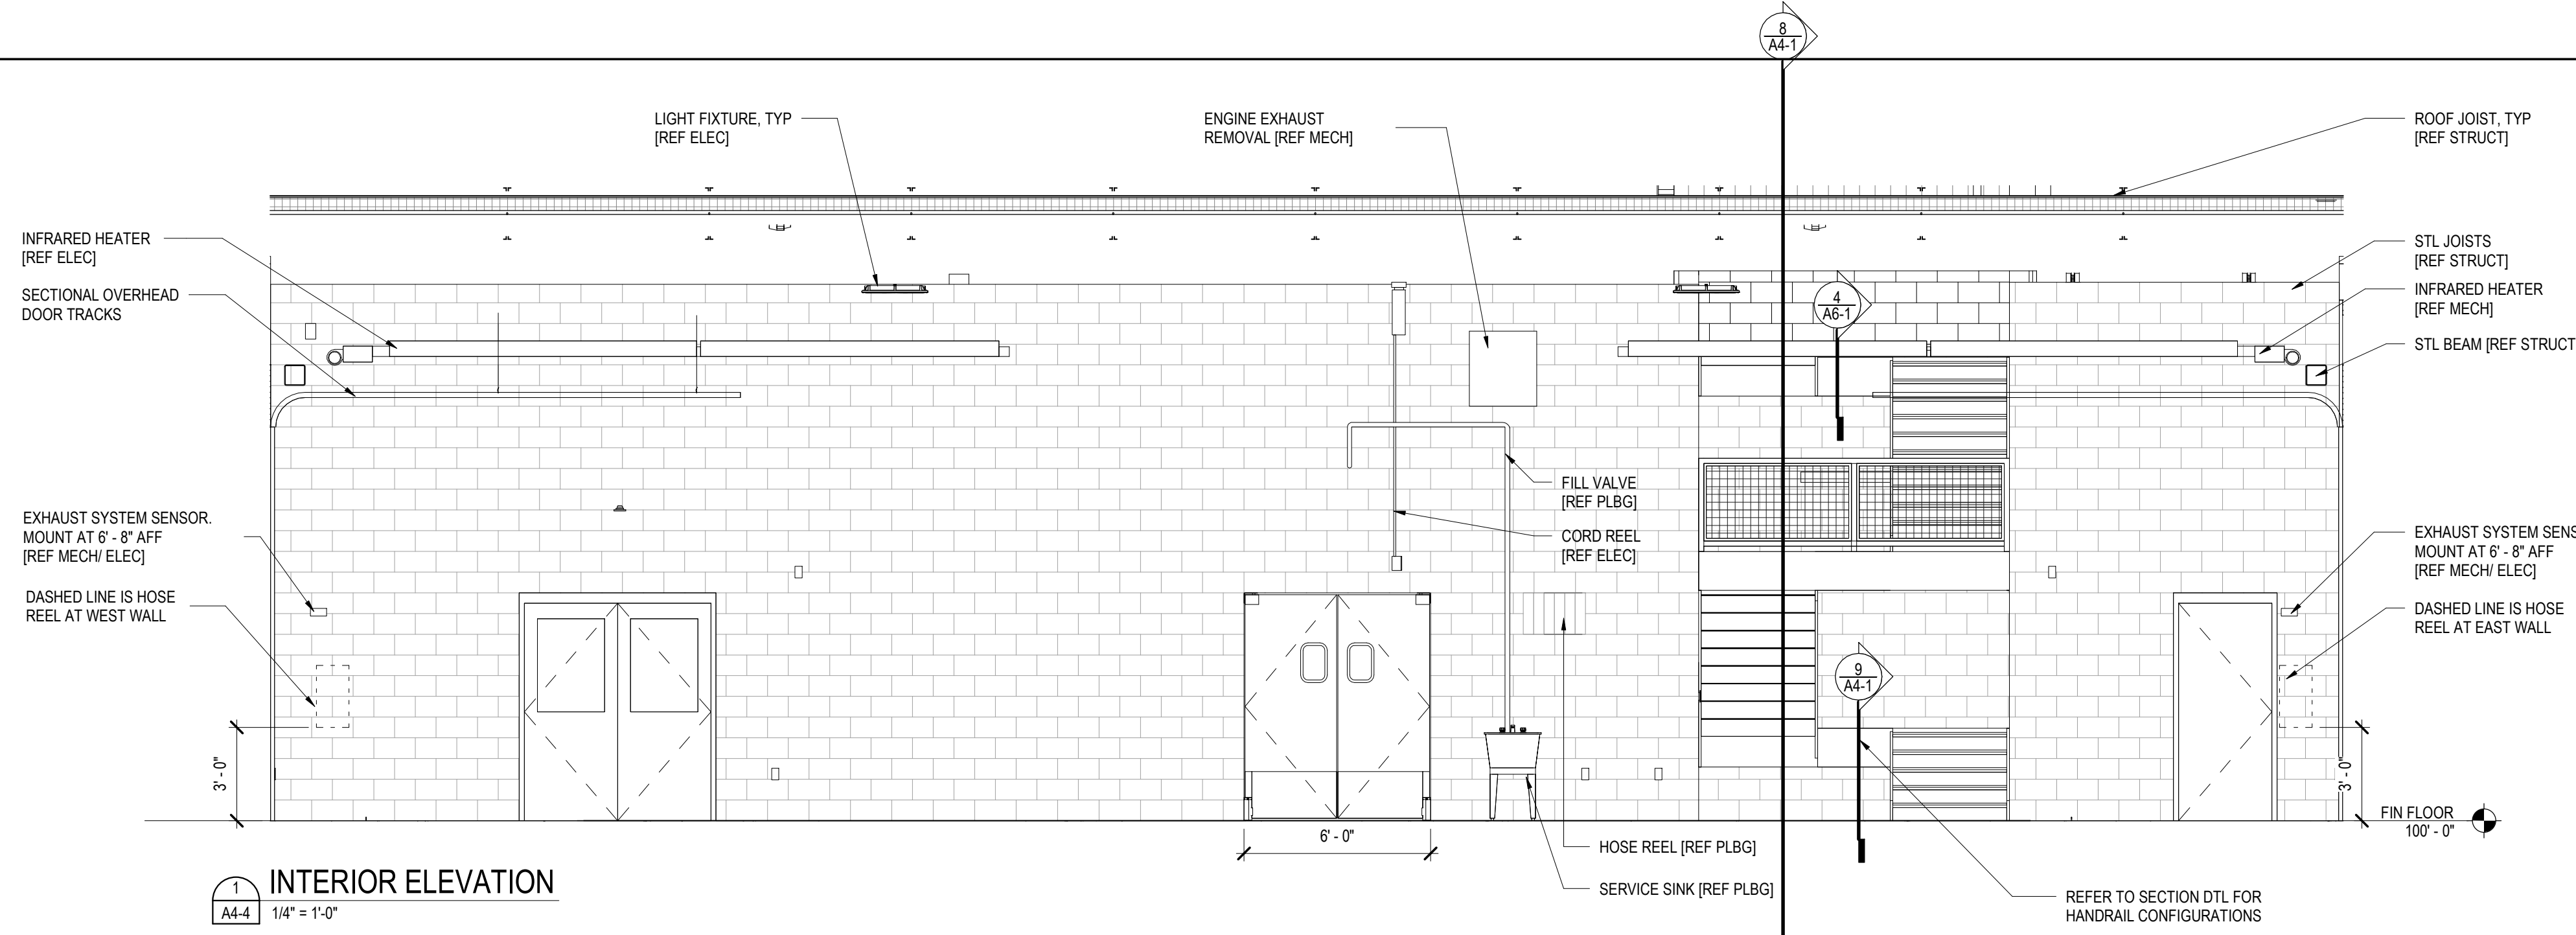 8
A4-1
LIGHT FIXTURE, TYP
[REF ELEC]
ENGINE EXHAUST
REMOVAL [REF MECH]
ROOF JOIST, TYP
[REF STRUCT]
INFRARED HEATER
[REF ELEC]
SECTIONAL OVERHEAD
DOOR TRACKS
STL JOISTS
[REF STRUCT]
INFRARED HEATER
[REF MECH]
STL BEAM [REF STRUCT
4
A6-1
FILL VALVE
[REF PLBG]
CORD REEL
[REF ELEC]
EXHAUST SYSTEM SENSOR.
MOUNT AT 6' - 8" AFF
[REF MECH/ ELEC]
DASHED LINE IS HOSE
REEL AT WEST WALL
EXHAUST SYSTEM SENS
MOUNT AT 6' - 8" AFF
[REF MECH/ ELEC]
DASHED LINE IS HOSE
REEL AT EAST WALL
9
A4-1
3' - 0"
3' - 0"
FIN FLOOR
100' - 0"
6' - 0"
HOSE REEL [REF PLBG]
SERVICE SINK [REF PLBG]
REFER TO SECTION DTL FOR
HANDRAIL CONFIGURATIONS
1
A4-4
INTERIOR ELEVATION
1/4" = 1'-0"